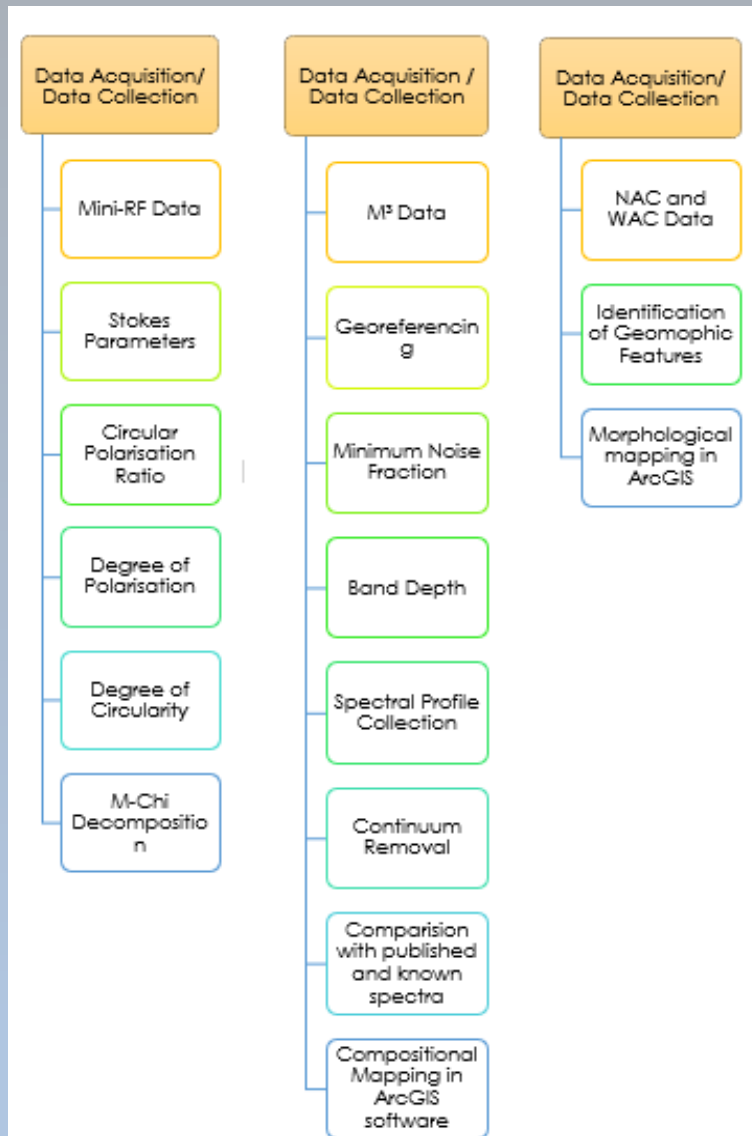 Data Acquisition/
Data Collection
Mini-RF Data
Stokes
Parameters
Circular
Polarisation
Ratio
Degree of
Polarisation
Degree of
Circularity
M-Chi
Decompositio
n
Data Acquisition /
Data Collection
M³ Data
Georeferencin
g
Minimum Noise
Fraction
Band Depth
Spectral Profile
Collection
Continuum
Removal
Comparision
with published
and known
spectra
Compositional
Mapping in
ArcGIS
software
Data Acquisition/
Data Collection
NAC and
WAC Data
Identification
of Geomophic
Features
Morphological
mapping in
ArcGIS